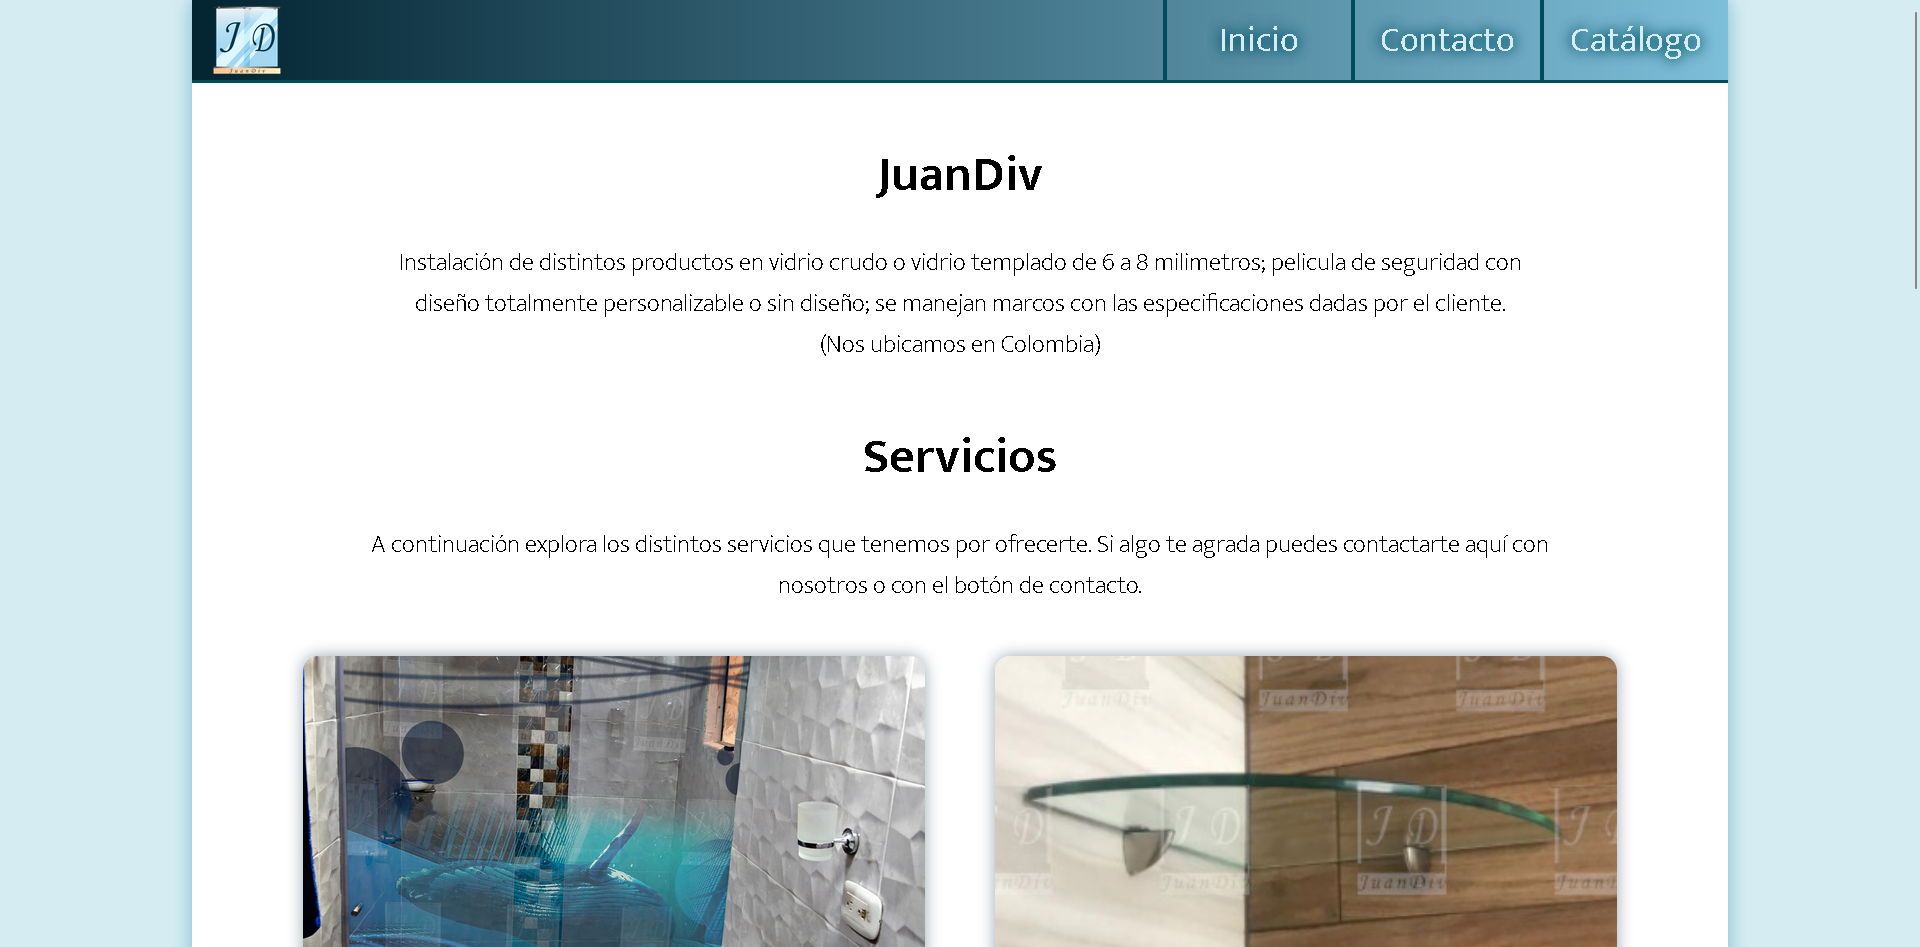 J D
JuanDiv
Inicio
Contacto
Catálogo
JuanDiv
Instalación de distintos productos en vidrio crudo o vidrio templado de 6 a 8 milimetros; pelicula de seguridad con
diseño totalmente personalizable o sin diseño; se manejan marcos con las especificaciones dadas por el cliente.
(Nos ubicamos en Colombia)
Servicios
A continuación explora los distintos servicios que tenemos por ofrecerte. Si algo te agrada puedes contactarte aquí con
nosotros o con el botón de contacto.
JuanDiv
JuanDiv
JuanDiv
JuanDiv
J D
J D
JuanDiv
JuanDiv